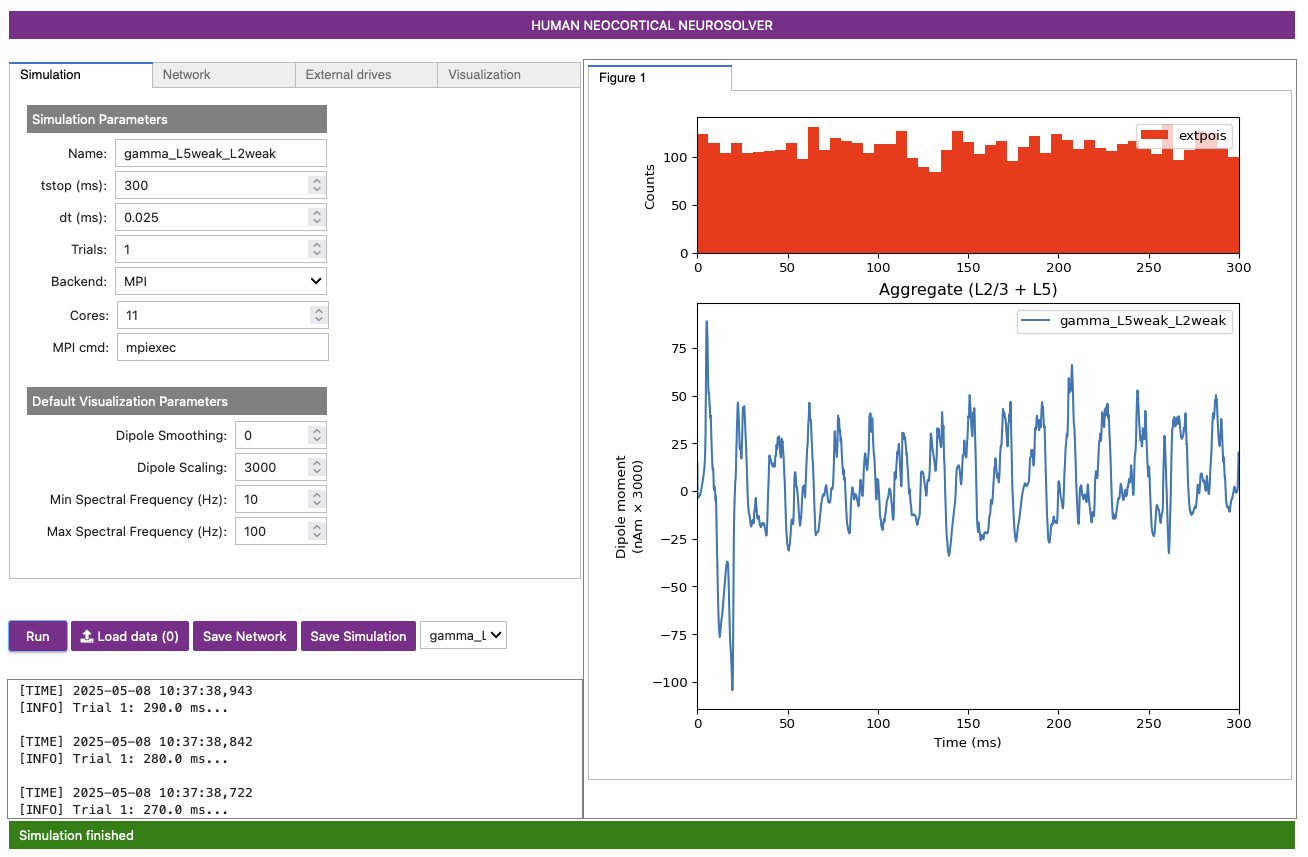 HUMAN NEOCORTICAL NEUROSOLVER
Simulation
Network
External drives
Visualization
Simulation Parameters
Name: gamma_L5weak_L2weak
tstop (ms): 300
dt (ms): 0.025
Trials: 1
Backend: MPI
Cores: 11
MPI cmd: mpiexec
Default Visualization Parameters
Dipole Smoothing: 0
Dipole Scaling: 3000
Min Spectral Frequency (Hz): 10
Max Spectral Frequency (Hz): 100
Run
Load data (0)
Save Network
Save Simulation
gamma_L
[TIME] 2025-05-08 10:37:38,943
[INFO] Trial 1: 290.0 ms...
[TIME] 2025-05-08 10:37:38,842
[INFO] Trial 1: 280.0 ms...
[TIME] 2025-05-08 10:37:38,722
[INFO] Trial 1: 270.0 ms...
Figure 1
extpois
Counts
100
50
0
0 50 100 150 200 250 300
Aggregate (L2/3 + L5)
gamma_L5weak_L2weak
Dipole moment
(nAm × 3000)
75
50
25
0
−25
−50
−75
−100
0 50 100 150 200 250 300
Time (ms)
Simulation finished